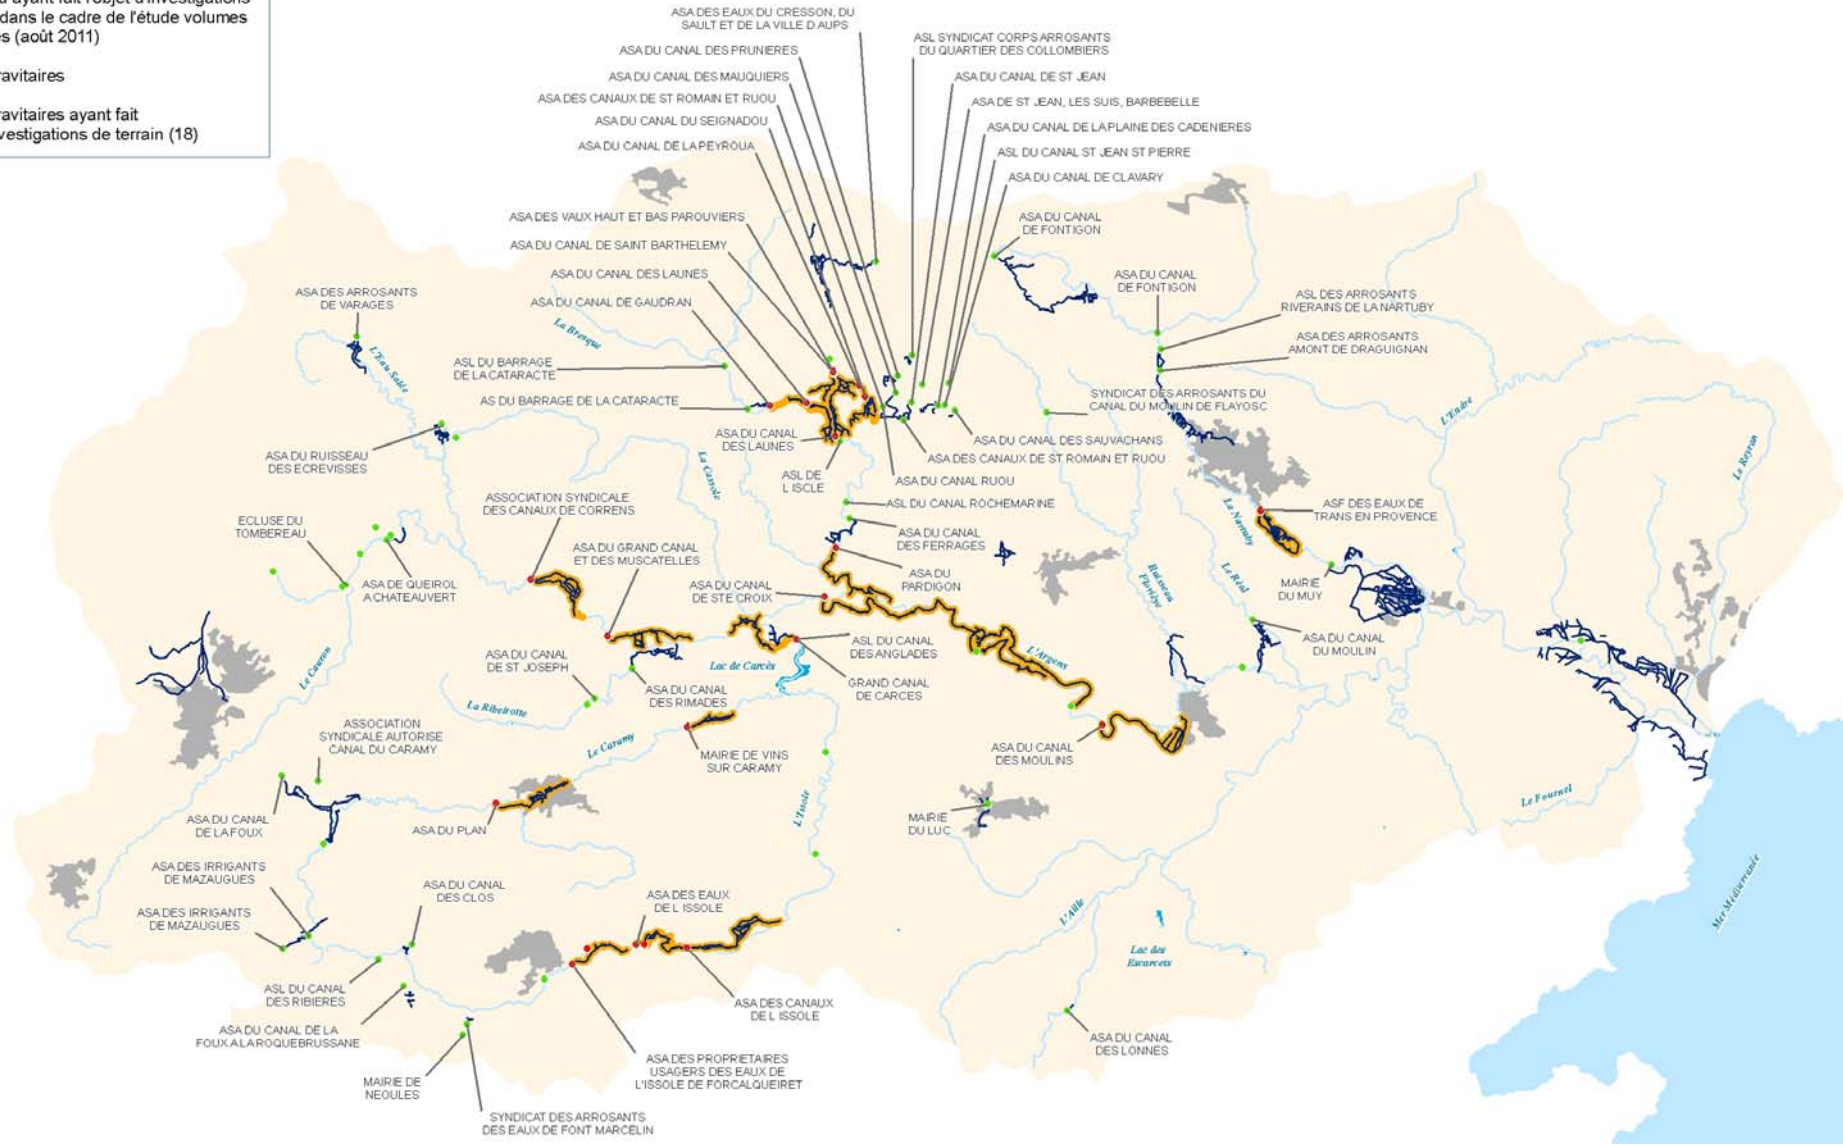 ayant fait l'objet d'investigations
dans le cadre de l'étude volumes
(août 2011)
ayant fait
de terrain (18)
ASA DES EAUX DU CRESSON, DU
SAULT ET DE LA VILLE D AUPS
ASL SYNDICAT CORPS ARROSANTS
DU QUARTIER DES COLLOMBIERS
ASA DU CANAL DES PRUNIERES
ASA DU CANAL DES MAUQUIERS
ASA DU CANAL DE ST JEAN
ASA DES CANAUX DE ST ROMAIN ET RUOU
ASA DE ST JEAN, LES SUIS, BARBEBELLE
ASA DU CANAL DU SEIGNADOU
ASA DU CANAL DE LA PLAINE DES CADENIERES
ASA DU CANAL DE LA PEYROUA
ASL DU CANAL ST JEAN ST PIERRE
ASA DU CANAL DE CLAVARY
ASA DES VAUX HAUT ET BAS PAROUVIERS
ASA DU CANAL
DE FONTIGON
ASA DU CANAL DE SAINT BARTHELEMY
ASA DU CANAL DES LAUNES
ASA DU CANAL
DE FONTIGON
ASA DES ARROSANTS
DE VARAGES
ASA DU CANAL DE GAUDRAN
ASL DES ARROSANTS
RIVERAINS DE LA NARTUBY
La Bresque
ASA DES ARROSANTS
AMONT DE DRAGUIGNAN
L'Eau Salée
ASL DU BARRAGE
DE LA CATARACTE
AS DU BARRAGE DE LA CATARACTE
SYNDICAT DES ARROSANTS DU
CANAL DU MOULIN DE FLAYOSC
L'Endre
ASA DU CANAL
DES LAUNES
ASA DU CANAL DES SAUVACHANS
ASA DES CANAUX DE ST ROMAIN ET RUOU
ASA DU RUISSEAU
DES ECREVISSES
La Cassole
ASL DE
L ISCLE
ASA DU CANAL RUOU
Le Reyran
ASSOCIATION SYNDICALE
DES CANAUX DE CORRENS
ASL DU CANAL ROCHEMARINE
ASF DES EAUX DE
TRANS EN PROVENCE
La Nartuby
ECLUSE DU
TOMBEREAU
ASA DU CANAL
DES FERRAGES
ASA DU GRAND CANAL
ET DES MUSCATELLES
ASA DU
PARDIGON
ASA DE QUEIROL
A CHATEAUVERT
ASA DU CANAL
DE STE CROIX
Ruisseau
Florièye
Le Réal
MAIRIE
DU MUY
ASA DU CANAL
DU MOULIN
ASL DU CANAL
DES ANGLADES
L'Argens
ASA DU CANAL
DE ST JOSEPH
Lac de Carcès
Le Cauron
GRAND CANAL
DE CARCES
ASA DU CANAL
DES RIMADES
La Ribeirotte
ASSOCIATION
SYNDICALE AUTORISE
CANAL DU CARAMY
Le Caramy
MAIRIE DE VINS
SUR CARAMY
ASA DU CANAL
DES MOULINS
L'Issole
Le Fournel
ASA DU CANAL
DE LA FOUX
ASA DU PLAN
MAIRIE
DU LUC
ASA DES IRRIGANTS
DE MAZAUGUES
ASA DU CANAL
DES CLOS
ASA DES EAUX
DE L ISSOLE
Mer Méditerranée
ASA DES IRRIGANTS
DE MAZAUGUES
L'Aille
Lac des
Escarcets
ASL DU CANAL
DES RIBIERES
ASA DES CANAUX
DE L ISSOLE
ASA DU CANAL DE LA
FOUX A LA ROQUEBRUSSANE
ASA DU CANAL
DES LONNES
ASA DES PROPRIETAIRES
USAGERS DES EAUX DE
L'ISSOLE DE FORCALQUEIRET
MAIRIE DE
NEOULES
SYNDICAT DES ARROSANTS
DES EAUX DE FONT MARCELIN